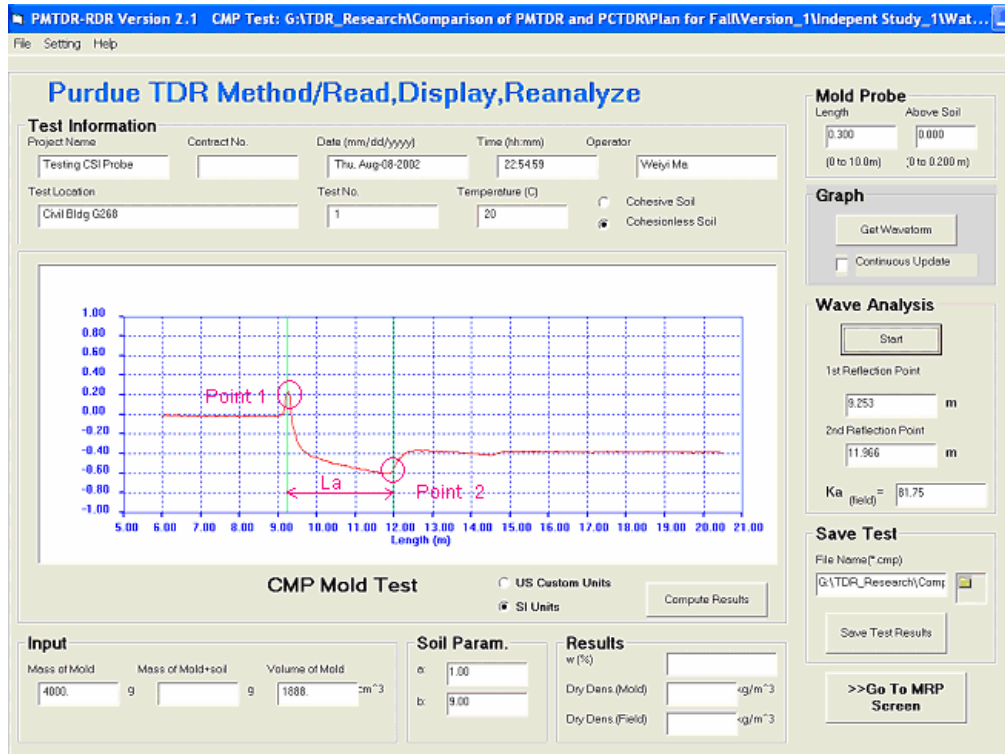 PMTDR-RDR Version 2.1 CMP Test: G:\TDR_Research\Comparison of PMTDR and PCTDR\Plan for Fall\Version_1\Indepent Study_1\Wat...
File Setting Help
Purdue TDR Method/Read,Display,Reanalyze
Test Information
Project Name Contract No. Date (mm/dd/yyyy) Time (hh:mm) Operator
Testing CSI Probe Thu, Aug-08-2002 22:54:59 Weiyi Ma
Test Location Test No. Temperature (C)
Civil Bldg G268 1 20
Cohesive Soil
Cohesionless Soil
Mold Probe
Length Above Soil
0.300 0.000
(0 to 10.0m) (0 to 0.200 m)
Graph
Get Waveform
Continuous Update
1.00
0.80
0.60
0.40
0.20
0.00
-0.20
-0.40
-0.60
-0.80
-1.00
Point 1
La
Point 2
5.00 6.00 7.00 8.00 9.00 10.00 11.00 12.00 13.00 14.00 15.00 16.00 17.00 18.00 19.00 20.00 21.00
Length (m)
Wave Analysis
Start
1st Reflection Point
9.253 m
2nd Reflection Point
11.966 m
Ka (field) = 81.75
CMP Mold Test
US Custom Units
SI Units
Compute Results
Save Test
File Name(*.cmp)
G:\TDR_Research\Comp
Save Test Results
>>Go To MRP
Screen
Input
Mass of Mold Mass of Mold+soil Volume of Mold
4000. g g 1888. cm^3
Soil Param.
a: 1.00
b: 9.00
Results
w (%)
Dry Dens.(Mold) kg/m^3
Dry Dens.(Field) kg/m^3